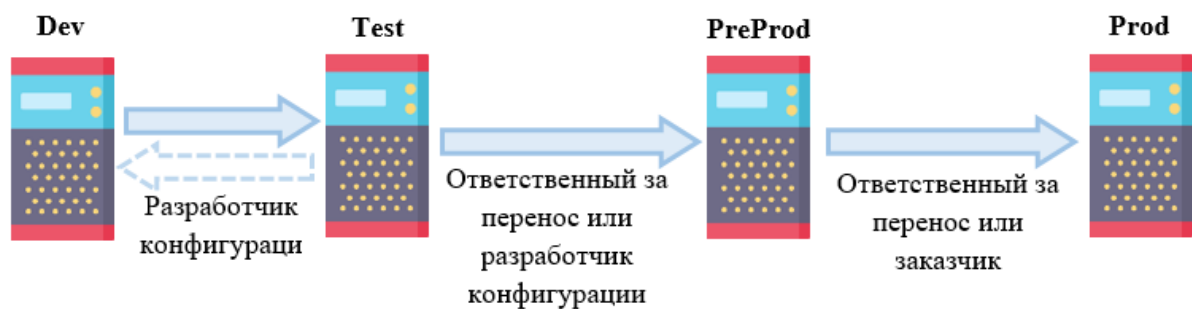 Dev
Test
PreProd
Prod
Разработчик
конфигураци
Ответственный за
перенос или
разработчик
конфигурации
Ответственный за
перенос или
заказчик